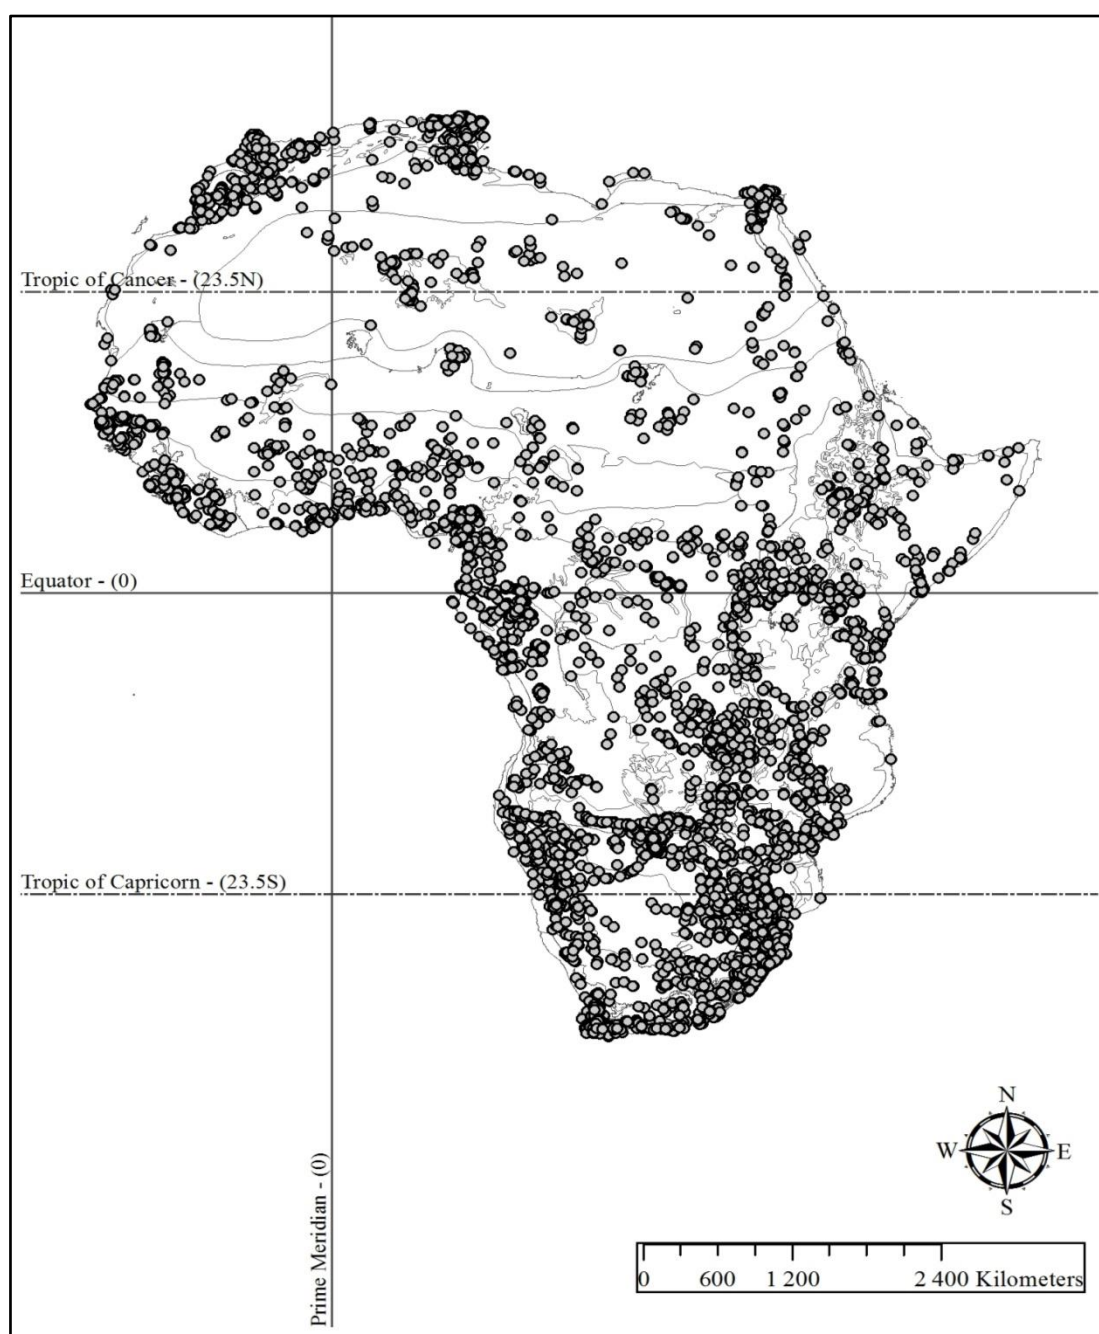 Tropic of Cancer - (23.5N)
Equator - (0)
Tropic of Capricorn - (23.5S)
Prime Meridian - (0)
N
W
E
S
0 600 1 200 2 400 Kilometers